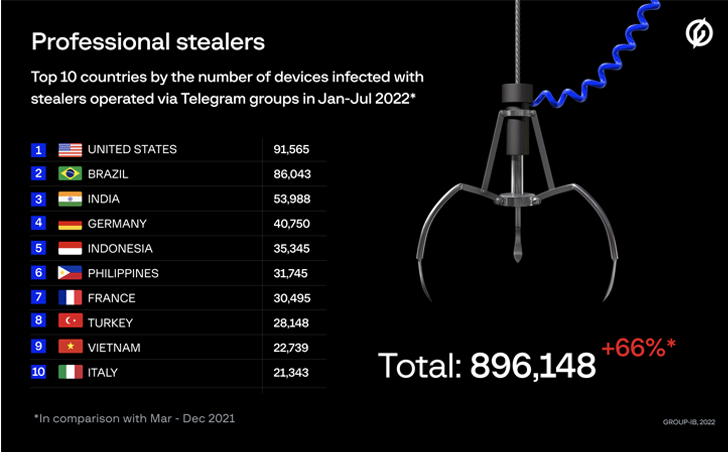 Professional stealers
Top 10 countries by the number of devices infected with
stealers operated via Telegram groups in Jan-Jul 2022*
1 UNITED STATES 91,565
2 BRAZIL 86,043
3 INDIA 53,988
4 GERMANY 40,750
5 INDONESIA 35,345
6 PHILIPPINES 31,745
7 FRANCE 30,495
8 TURKEY 28,148
9 VIETNAM 22,739
10 ITALY 21,343
Total: 896,148 +66%*
*In comparison with Mar - Dec 2021
GROUP-IB, 2022